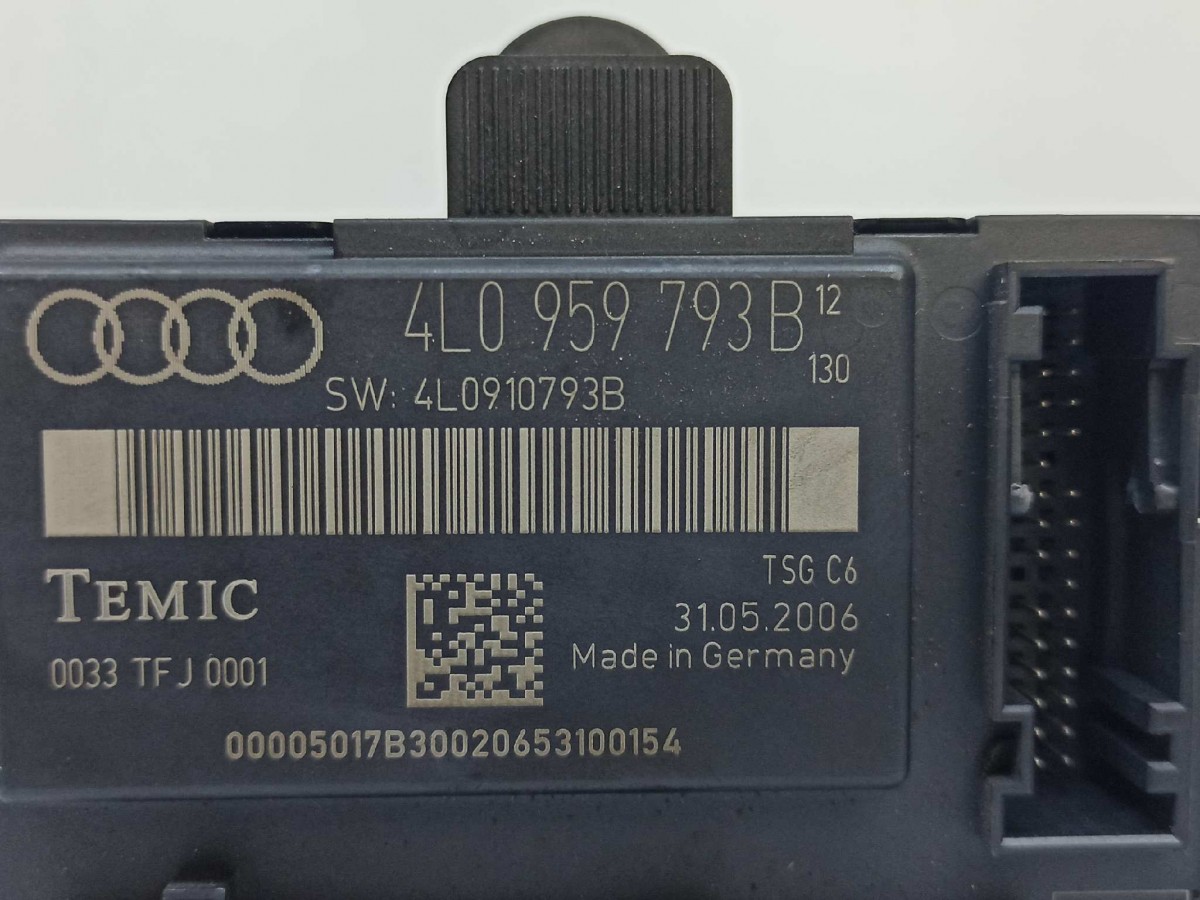 4L0 959 793 B 12
130
SW: 4L0910793B
TEMIC
TSG C6
31.05.2006
0033 TFJ 0001
Made in Germany
00005017B30020653100154